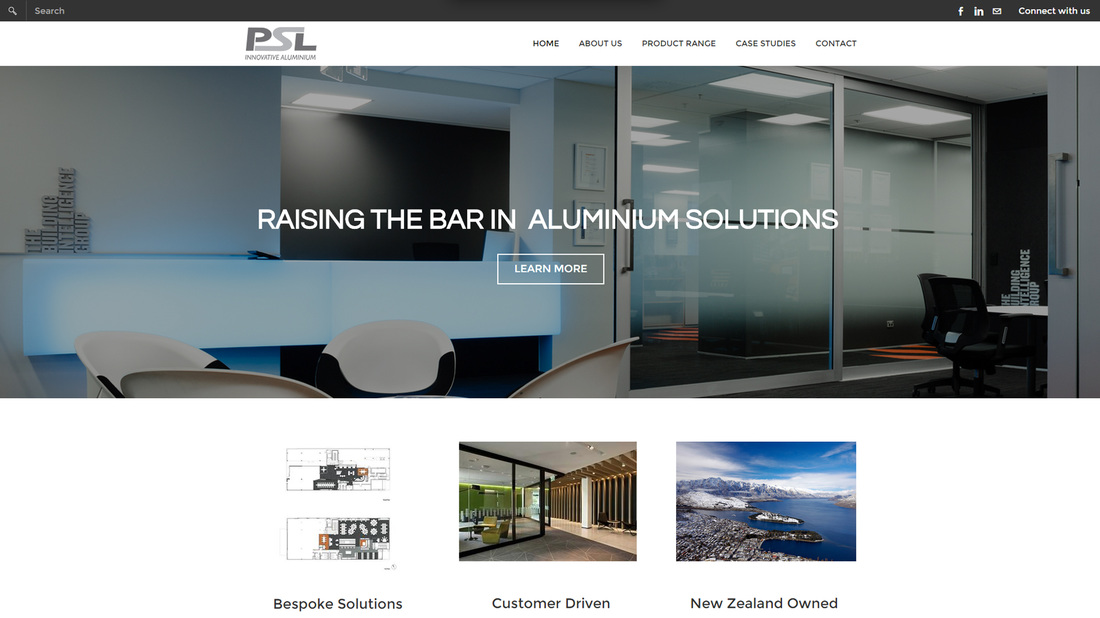 Search
Connect with us
PSL
INNOVATIVE ALUMINIUM
HOME
ABOUT US
PRODUCT RANGE
CASE STUDIES
CONTACT
THE
BUILDING
INTELLIGENCE
GROUP
RAISING THE BAR IN ALUMINIUM SOLUTIONS
LEARN MORE
THE
BUILDING
INTELLIGENCE
GROUP
Bespoke Solutions
Customer Driven
New Zealand Owned